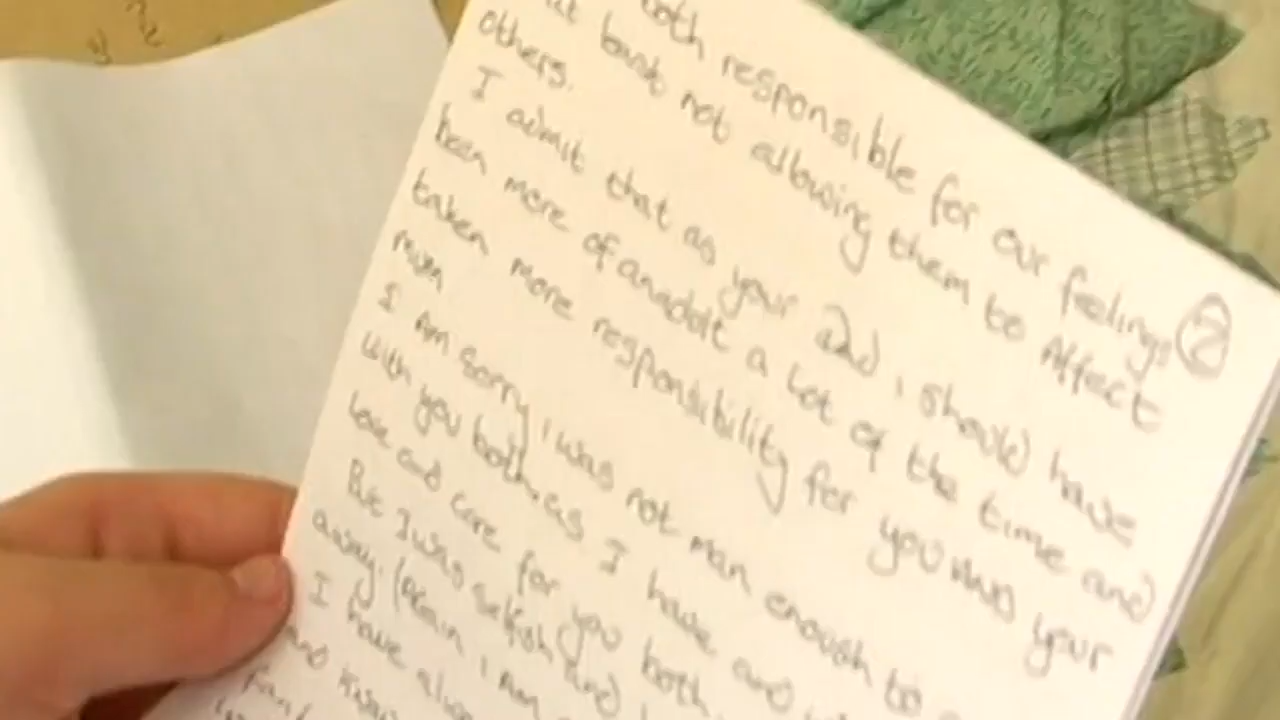 both responsible for our feelings ②
but not allowing them to Affect
others.
I admit that as your Dad, I should have
been more of an adolt a lot of the time and
taken more responsibility for you and your
mum
I Am sorry I was not man enough to
with you both, as I have and
love and care for you both
But I was selfish and
away. (Again I Am
I have
and